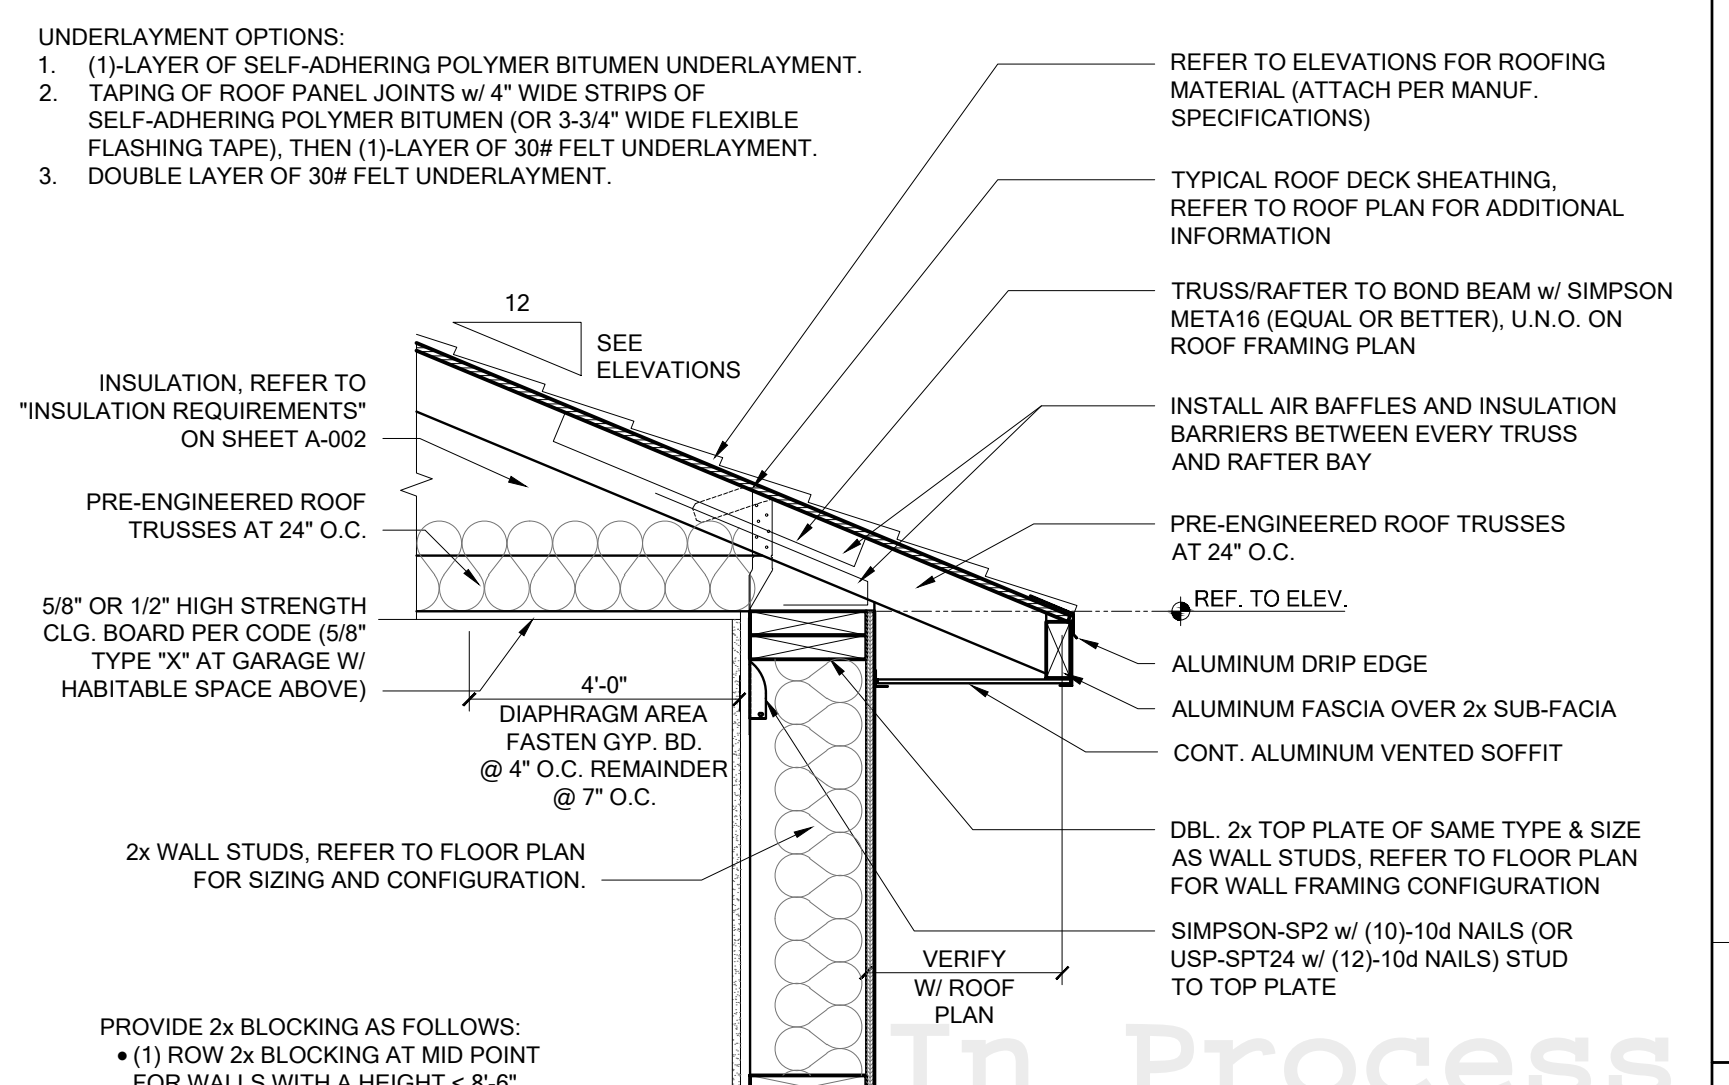 UNDERLAYMENT OPTIONS:
1. (1)-LAYER OF SELF-ADHERING POLYMER BITUMEN UNDERLAYMENT.
2. TAPING OF ROOF PANEL JOINTS w/ 4" WIDE STRIPS OF
SELF-ADHERING POLYMER BITUMEN (OR 3-3/4" WIDE FLEXIBLE
FLASHING TAPE), THEN (1)-LAYER OF 30# FELT UNDERLAYMENT.
3. DOUBLE LAYER OF 30# FELT UNDERLAYMENT.
12
SEE
ELEVATIONS
INSULATION, REFER TO
"INSULATION REQUIREMENTS"
ON SHEET A-002
PRE-ENGINEERED ROOF
TRUSSES AT 24" O.C.
5/8" OR 1/2" HIGH STRENGTH
CLG. BOARD PER CODE (5/8"
TYPE "X" AT GARAGE W/
HABITABLE SPACE ABOVE)
4'-0"
DIAPHRAGM AREA
FASTEN GYP. BD.
@ 4" O.C. REMAINDER
@ 7" O.C.
2x WALL STUDS, REFER TO FLOOR PLAN
FOR SIZING AND CONFIGURATION.
PROVIDE 2x BLOCKING AS FOLLOWS:
• (1) ROW 2x BLOCKING AT MID POINT
FOR WALLS WITH A HEIGHT < 8'-6"
REFER TO ELEVATIONS FOR ROOFING
MATERIAL (ATTACH PER MANUF.
SPECIFICATIONS)
TYPICAL ROOF DECK SHEATHING,
REFER TO ROOF PLAN FOR ADDITIONAL
INFORMATION
TRUSS/RAFTER TO BOND BEAM w/ SIMPSON
META16 (EQUAL OR BETTER), U.N.O. ON
ROOF FRAMING PLAN
INSTALL AIR BAFFLES AND INSULATION
BARRIERS BETWEEN EVERY TRUSS
AND RAFTER BAY
PRE-ENGINEERED ROOF TRUSSES
AT 24" O.C.
REF. TO ELEV.
ALUMINUM DRIP EDGE
ALUMINUM FASCIA OVER 2x SUB-FACIA
CONT. ALUMINUM VENTED SOFFIT
DBL. 2x TOP PLATE OF SAME TYPE & SIZE
AS WALL STUDS, REFER TO FLOOR PLAN
FOR WALL FRAMING CONFIGURATION
SIMPSON-SP2 w/ (10)-10d NAILS (OR
USP-SPT24 w/ (12)-10d NAILS) STUD
TO TOP PLATE
VERIFY
W/ ROOF
PLAN
In Process